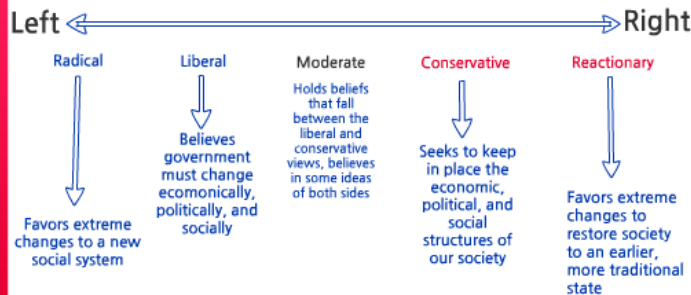 Left
Right
Radical
Liberal
Moderate
Conservative
Reactionary
Favors extreme
changes to a new
social system
Believes
government
must change
ecomonically,
politically, and
socially
Holds beliefs
that fall
between the
liberal and
conservative
views, believes
in some ideas
of both sides
Seeks to keep
in place the
economic,
political, and
social
structures of
our society
Favors extreme
changes to
restore society
to an earlier,
more traditional
state